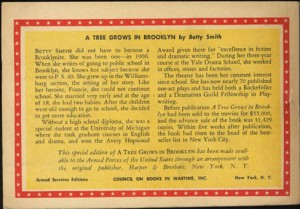 A TREE GROWS IN BROOKLYN by Betty Smith
BETTY SMITH did not have to become a
Brooklynite. She was born one—1906.
When she writes of going to public school in
Brooklyn, she knows her subject because she
went to P. S. 49. She grew up in the Williams-
burg section, the setting of her story. Like
her heroine, Francie, she could not continue
school. She married very early and at the age
of 18, she had two babies. After the children
were old enough to go to school, she decided
to get more education.
Without a high school diploma, she was a
special student at the University of Michigan
where she took graduate courses in English
and drama, and won the Avery Hopwood
Award given there for "excellence in fiction
and dramatic writing." During her three-year
course at the Yale Drama School, she worked
in offices, stores and factories.
The theater has been her constant interest
since school. She has now nearly 70 published
one-act plays and has held both a Rockefeller
and a Dramatists Guild Fellowship in Play-
writing.
Before publication A Tree Grows in Brook-
lyn had been sold to the movies for $55,000,
and the advance sale of the book was
copies. Within five weeks after publication,
the book had risen to the head of the best-
seller list in New York City.
This special edition of A TREE GROWS IN BROOKLYN has been made available
to the Armed Forces of the United States through an arrangement with
the original publisher, Harper & Brothers, New York, N. Y.
Armed Services Editions
COUNCIL ON BOOKS IN WARTIME, INC.
New York, N. Y.